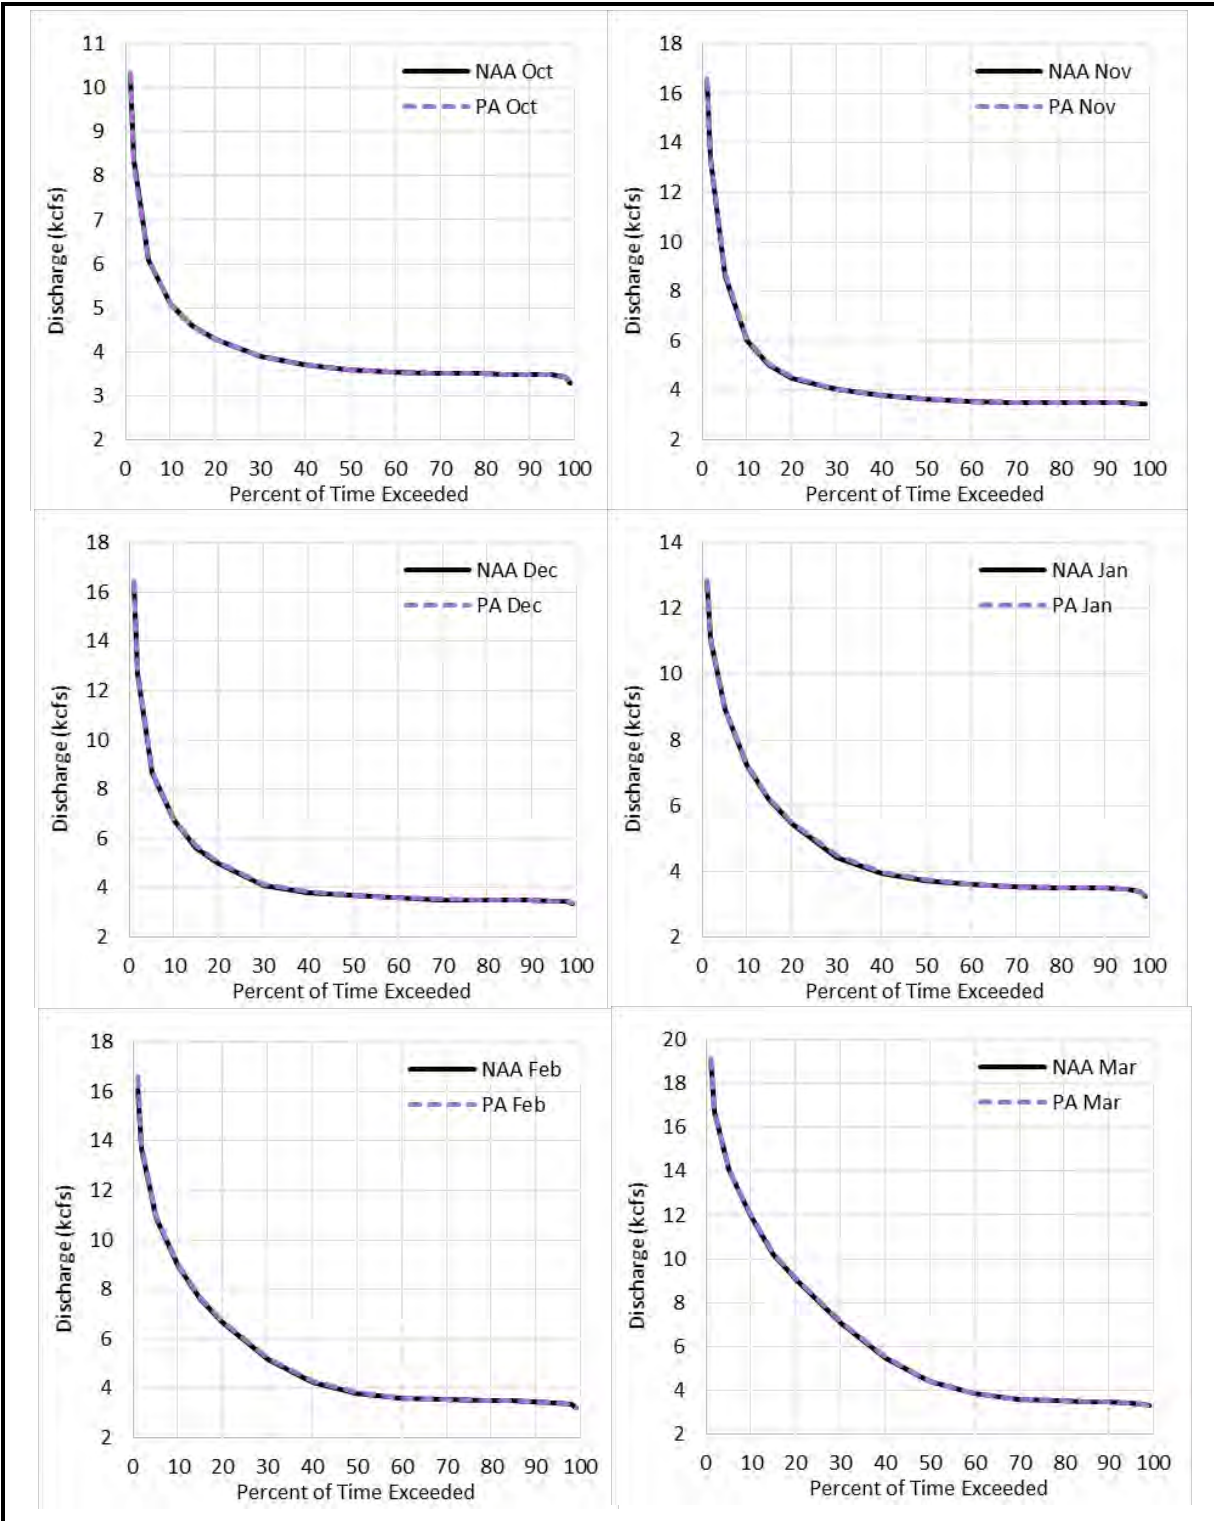 11
10
9
8
7
6
5
4
3
2
Discharge (kcfs)
NAA Oct
PA Oct
0 10 20 30 40 50 60 70 80 90 100
Percent of Time Exceeded
18
16
14
12
10
8
6
4
2
Discharge (kcfs)
NAA Nov
PA Nov
0 10 20 30 40 50 60 70 80 90 100
Percent of Time Exceeded
18
16
14
12
10
8
6
4
2
Discharge (kcfs)
NAA Dec
PA Dec
0 10 20 30 40 50 60 70 80 90 100
Percent of Time Exceeded
14
12
10
8
6
4
2
Discharge (kcfs)
NAA Jan
PA Jan
0 10 20 30 40 50 60 70 80 90 100
Percent of Time Exceeded
18
16
14
12
10
8
6
4
2
Discharge (kcfs)
NAA Feb
PA Feb
0 10 20 30 40 50 60 70 80 90 100
Percent of Time Exceeded
20
18
16
14
12
10
8
6
4
2
Discharge (kcfs)
NAA Mar
PA Mar
0 10 20 30 40 50 60 70 80 90 100
Percent of Time Exceeded